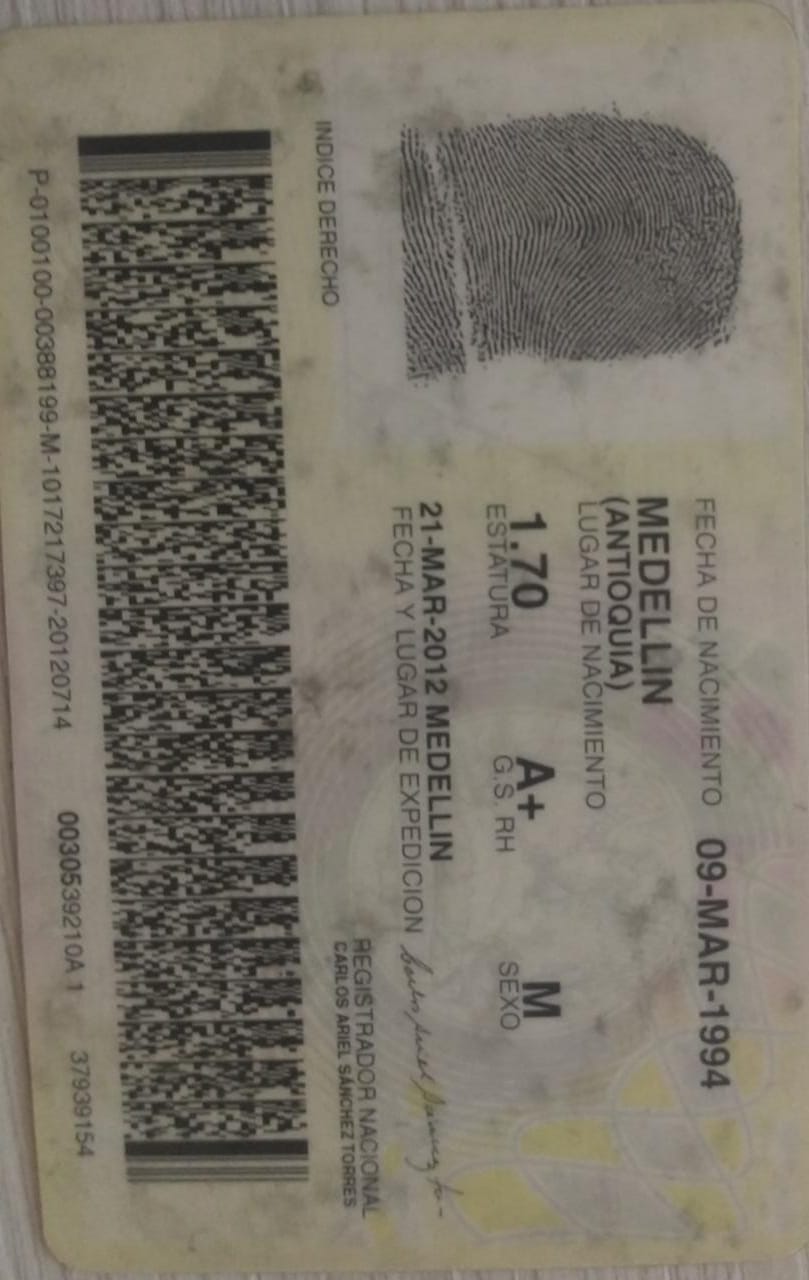 FECHA DE NACIMIENTO 09-MAR-1994
MEDELLIN
(ANTIOQUIA)
LUGAR DE NACIMIENTO
1.70 A+ M
ESTATURA G.S. RH SEXO
21-MAR-2012 MEDELLIN
FECHA Y LUGAR DE EXPEDICION
INDICE DERECHO
REGISTRADOR NACIONAL
CARLOS ARIEL SÁNCHEZ TORRES
P-0100100-00388199-M-1017217397-20120714 0030539210A 1 37939154